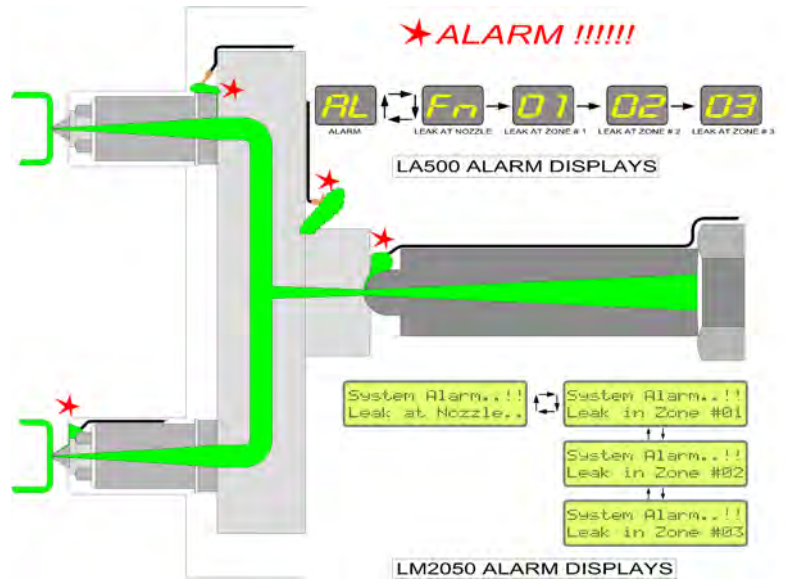 ALARM !!!!!!
AL Fn 01 02 03
ALARM LEAK AT NOZZLE LEAK AT ZONE # 1 LEAK AT ZONE # 2 LEAK AT ZONE # 3
LA500 ALARM DISPLAYS
System Alarm..!!
Leak at Nozzle..
System Alarm..!!
Leak in Zone #01
System Alarm..!!
Leak in Zone #02
System Alarm..!!
Leak in Zone #03
LM2050 ALARM DISPLAYS